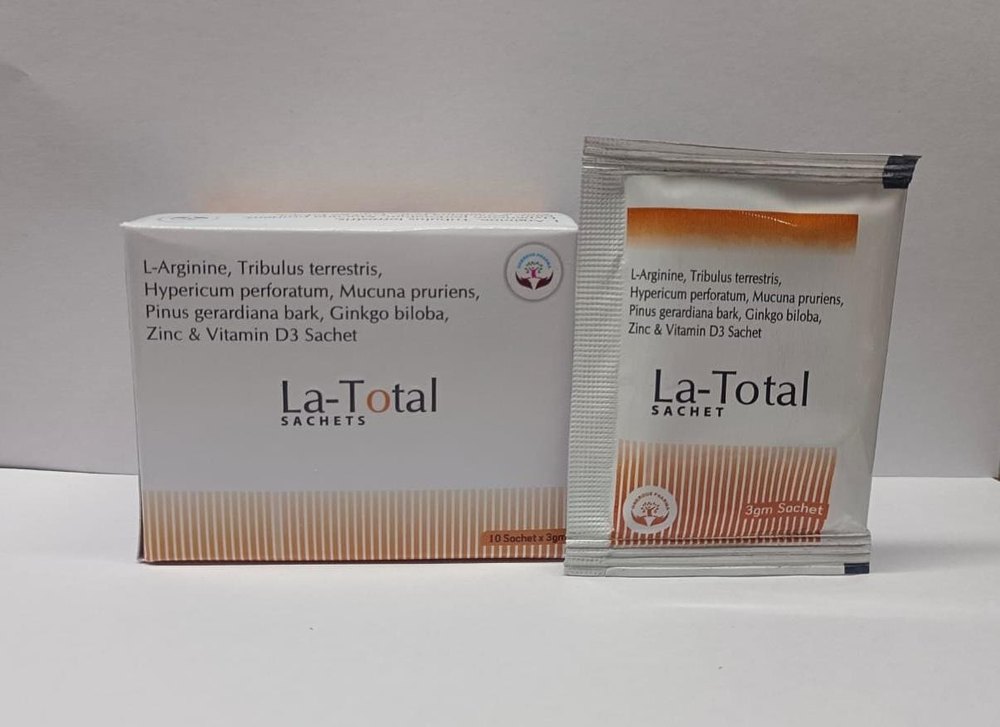 L-Arginine, Tribulus terrestris,
Hypericum perforatum, Mucuna pruriens,
Pinus gerardiana bark, Ginkgo biloba,
Zinc & Vitamin D3 Sachet
La-Total
SACHETS
10 Sachet x 3gm
L-Arginine, Tribulus terrestris,
Hypericum perforatum, Mucuna pruriens,
Pinus gerardiana bark, Ginkgo biloba,
Zinc & Vitamin D3 Sachet
La-Total
SACHET
PHARMA
3gm Sachet